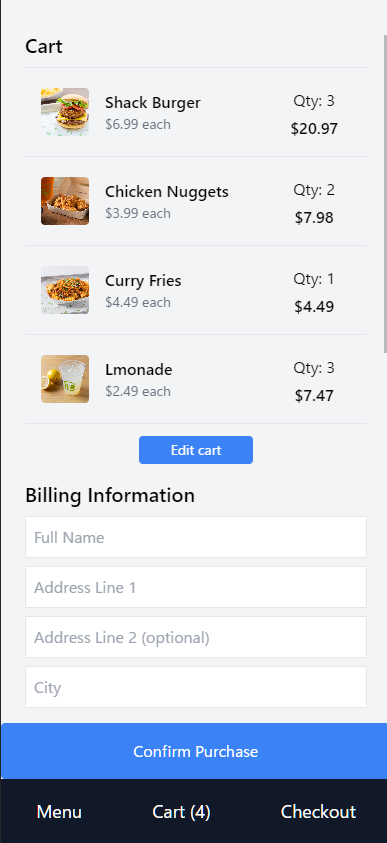 Cart
Shack Burger
Qty: 3
$6.99 each
$20.97
Chicken Nuggets
Qty: 2
$3.99 each
$7.98
Curry Fries
Qty: 1
$4.49 each
$4.49
Lmonade
Qty: 3
$2.49 each
$7.47
Edit cart
Billing Information
Full Name
Address Line 1
Address Line 2 (optional)
City
Confirm Purchase
Menu Cart (4) Checkout